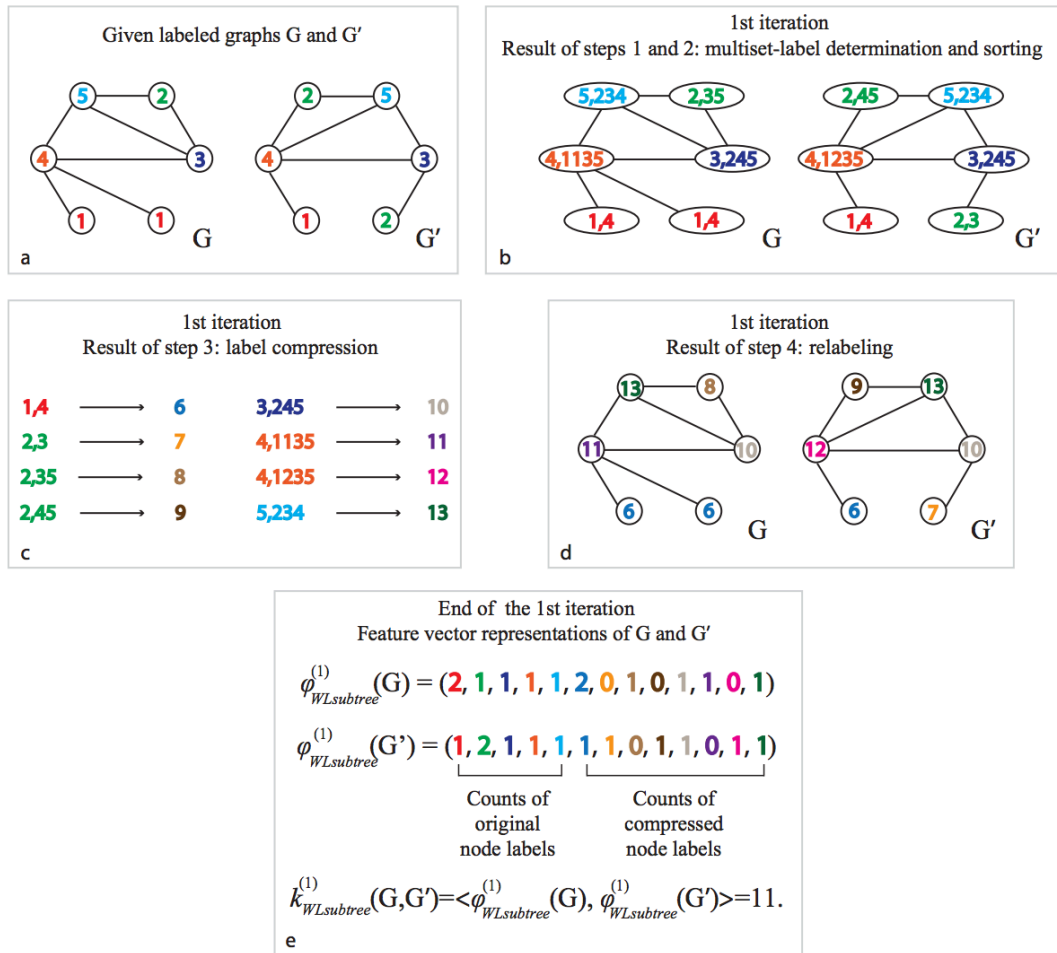 Given labeled graphs G and G′
5 2 2 5
4 3 4 3
1 1 1 2
G G′
a
1st iteration
Result of steps 1 and 2: multiset-label determination and sorting
5,234 2,35 2,45 5,234
4,1135 3,245 4,1235 3,245
1,4 1,4 1,4 2,3
G G′
b
1st iteration
Result of step 3: label compression
1,4 ⟶ 6 3,245 ⟶ 10
2,3 ⟶ 7 4,1135 ⟶ 11
2,35 ⟶ 8 4,1235 ⟶ 12
2,45 ⟶ 9 5,234 ⟶ 13
c
1st iteration
Result of step 4: relabeling
13 8 9 13
11 10 12 10
6 6 6 7
G G′
d
End of the 1st iteration
Feature vector representations of G and G′
φ(1)WLsubtree(G) = (2, 1, 1, 1, 1, 2, 0, 1, 0, 1, 1, 0, 1)
φ(1)WLsubtree(G’) = (1, 2, 1, 1, 1, 1, 1, 0, 1, 1, 0, 1, 1)
Counts of Counts of
original compressed
node labels node labels
k(1)WLsubtree(G,G′)=<φ(1)WLsubtree(G), φ(1)WLsubtree(G′)>=11.
e